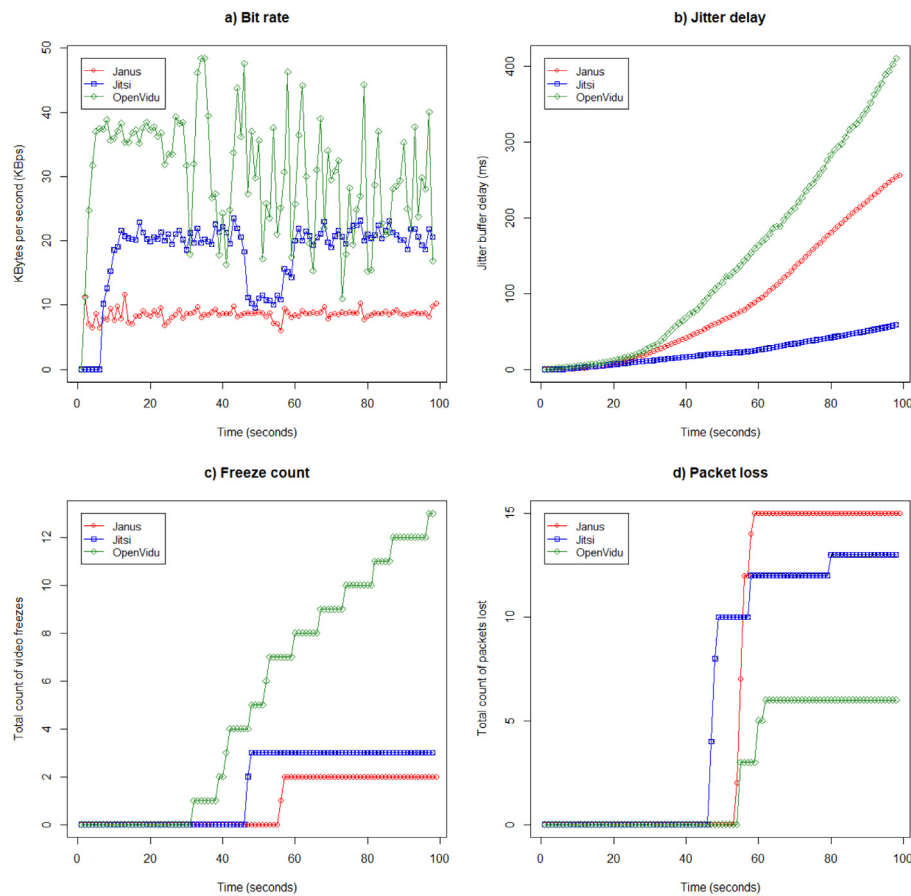 a) Bit rate
KBytes per second (KBps)
50
40
30
20
10
0
Janus
Jitsi
OpenVidu
0 20 40 60 80 100
Time (seconds)
b) Jitter delay
Jitter buffer delay (ms)
400
300
200
100
0
Janus
Jitsi
OpenVidu
0 20 40 60 80 100
Time (seconds)
c) Freeze count
Total count of video freezes
12
10
8
6
4
2
0
Janus
Jitsi
OpenVidu
0 20 40 60 80 100
Time (seconds)
d) Packet loss
Total count of packets lost
15
10
5
0
Janus
Jitsi
OpenVidu
0 20 40 60 80 100
Time (seconds)